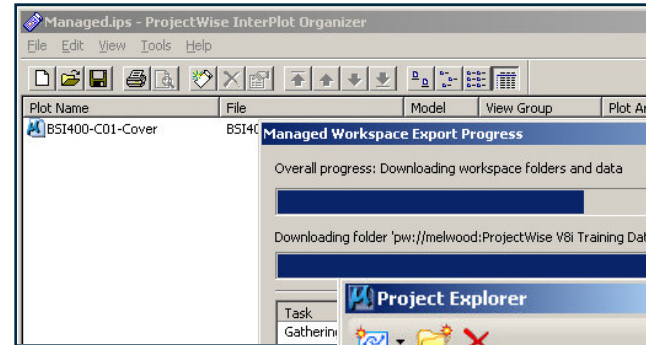 Managed.ips - ProjectWise InterPlot Organizer
File Edit View Tools Help
Plot Name File Model View Group Plot Ar
BSI400-C01-Cover BSI40
Managed Workspace Export Progress
Overall progress: Downloading workspace folders and data
Downloading folder 'pw://melwood:ProjectWise V8i Training Dat
Task
Gathering
Project Explorer